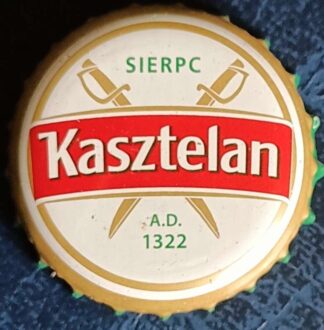 SIERPC
Kasztelan
A.D.
1322